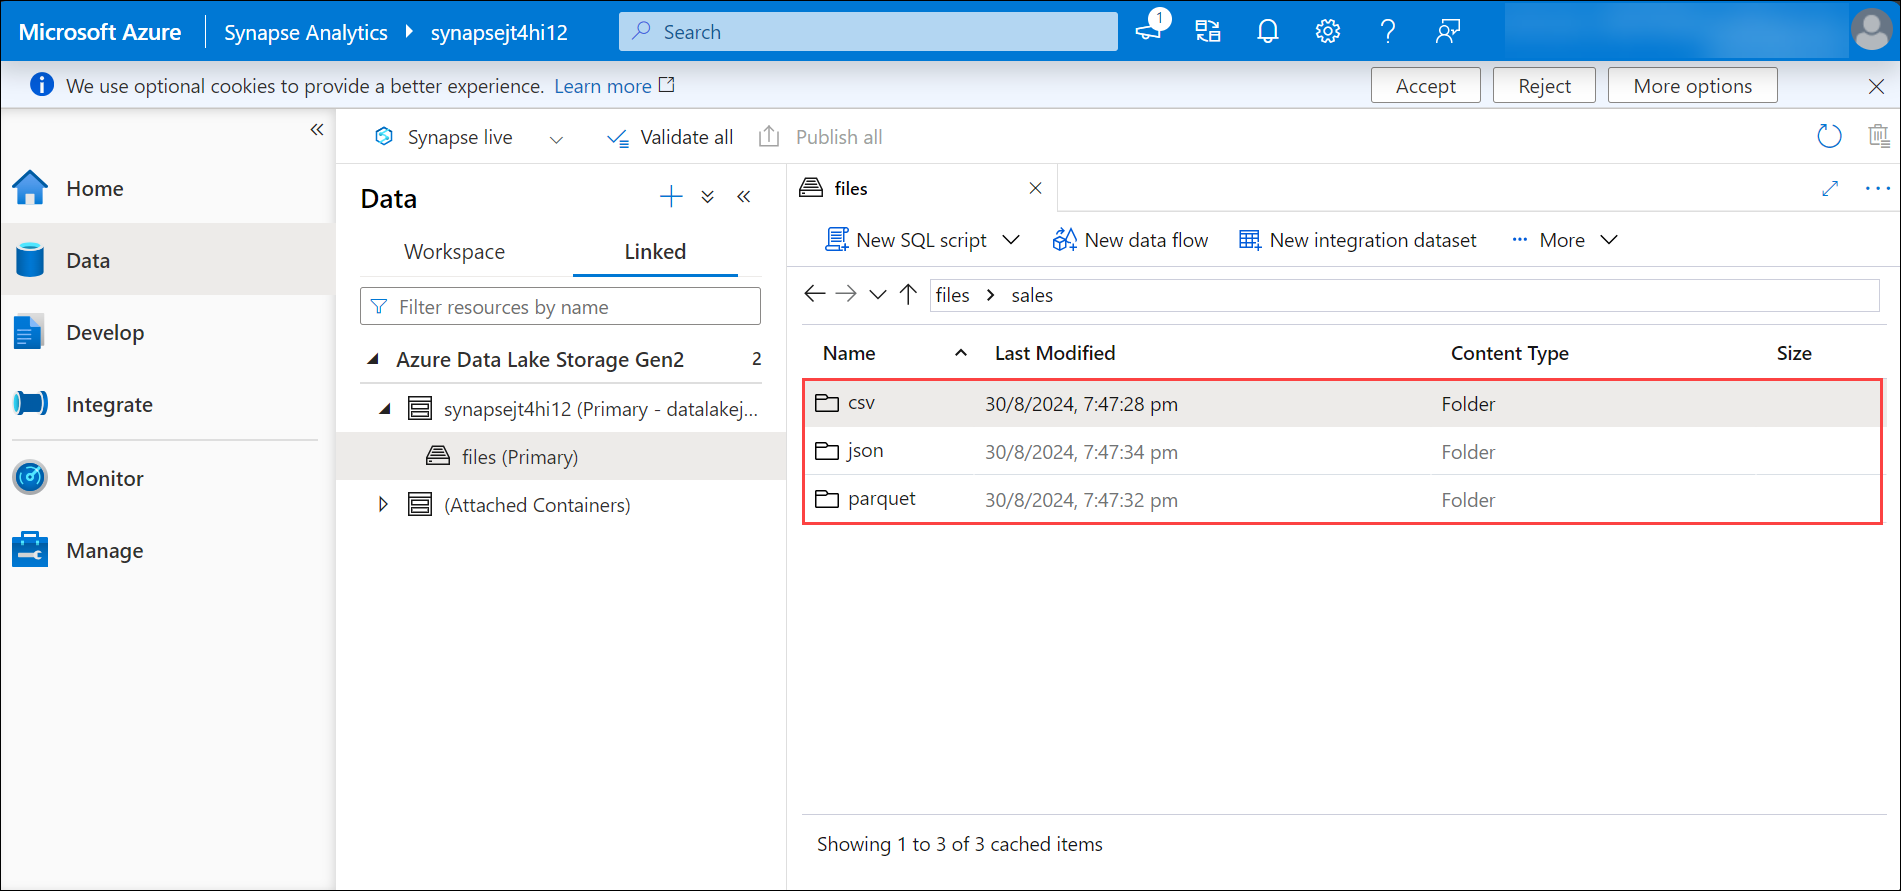 Microsoft Azure Synapse Analytics synapsejt4hi12 Search 1
We use optional cookies to provide a better experience. Learn more Accept Reject More options
Synapse live Validate all Publish all
Home
Data
Develop
Integrate
Monitor
Manage
Data
Workspace Linked
Filter resources by name
Azure Data Lake Storage Gen2 2
synapsejt4hi12 (Primary - datalakej...
files (Primary)
(Attached Containers)
files
New SQL script New data flow New integration dataset More
files sales
Name Last Modified Content Type Size
csv 30/8/2024, 7:47:28 pm Folder
json 30/8/2024, 7:47:34 pm Folder
parquet 30/8/2024, 7:47:32 pm Folder
Showing 1 to 3 of 3 cached items